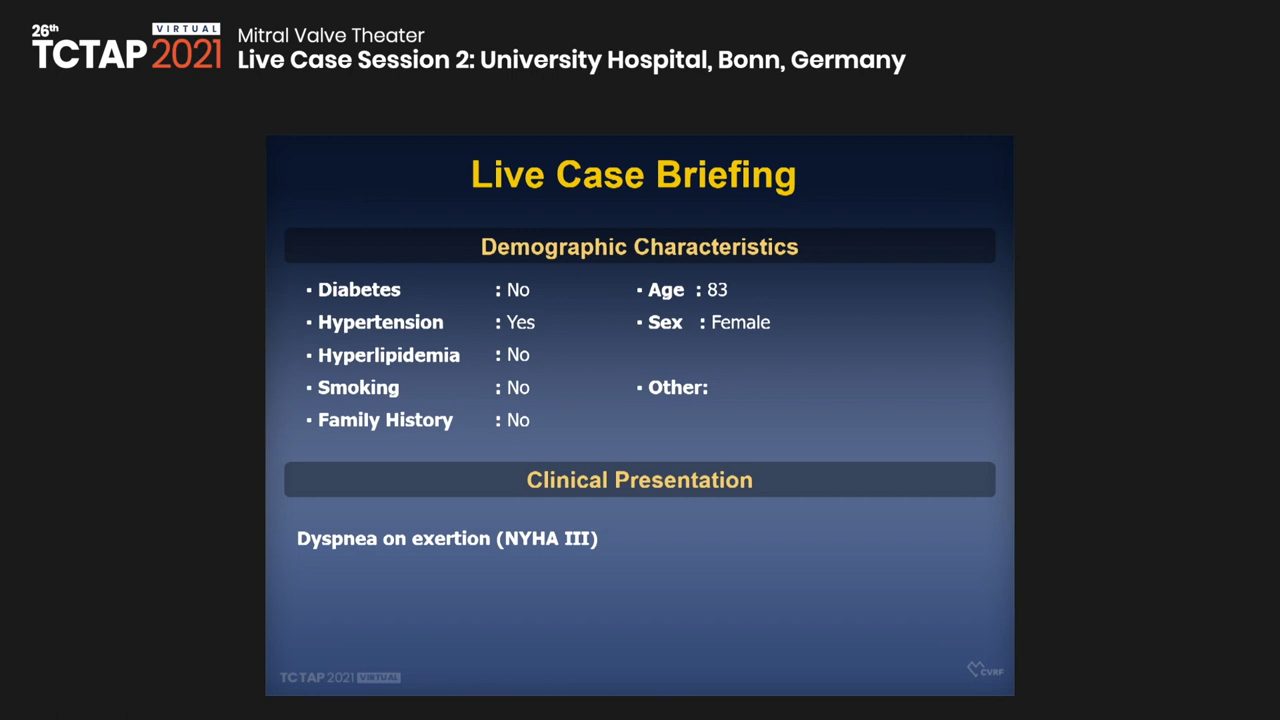 26th
VIRTUAL
TCTAP 2021
Mitral Valve Theater
Live Case Session 2: University Hospital, Bonn, Germany
Live Case Briefing
Demographic Characteristics
▪ Diabetes : No
▪ Age : 83
▪ Hypertension : Yes
▪ Sex : Female
▪ Hyperlipidemia : No
▪ Smoking : No
▪ Other:
▪ Family History : No
Clinical Presentation
Dyspnea on exertion (NYHA III)
TCTAP 2021 VIRTUAL
CVRF